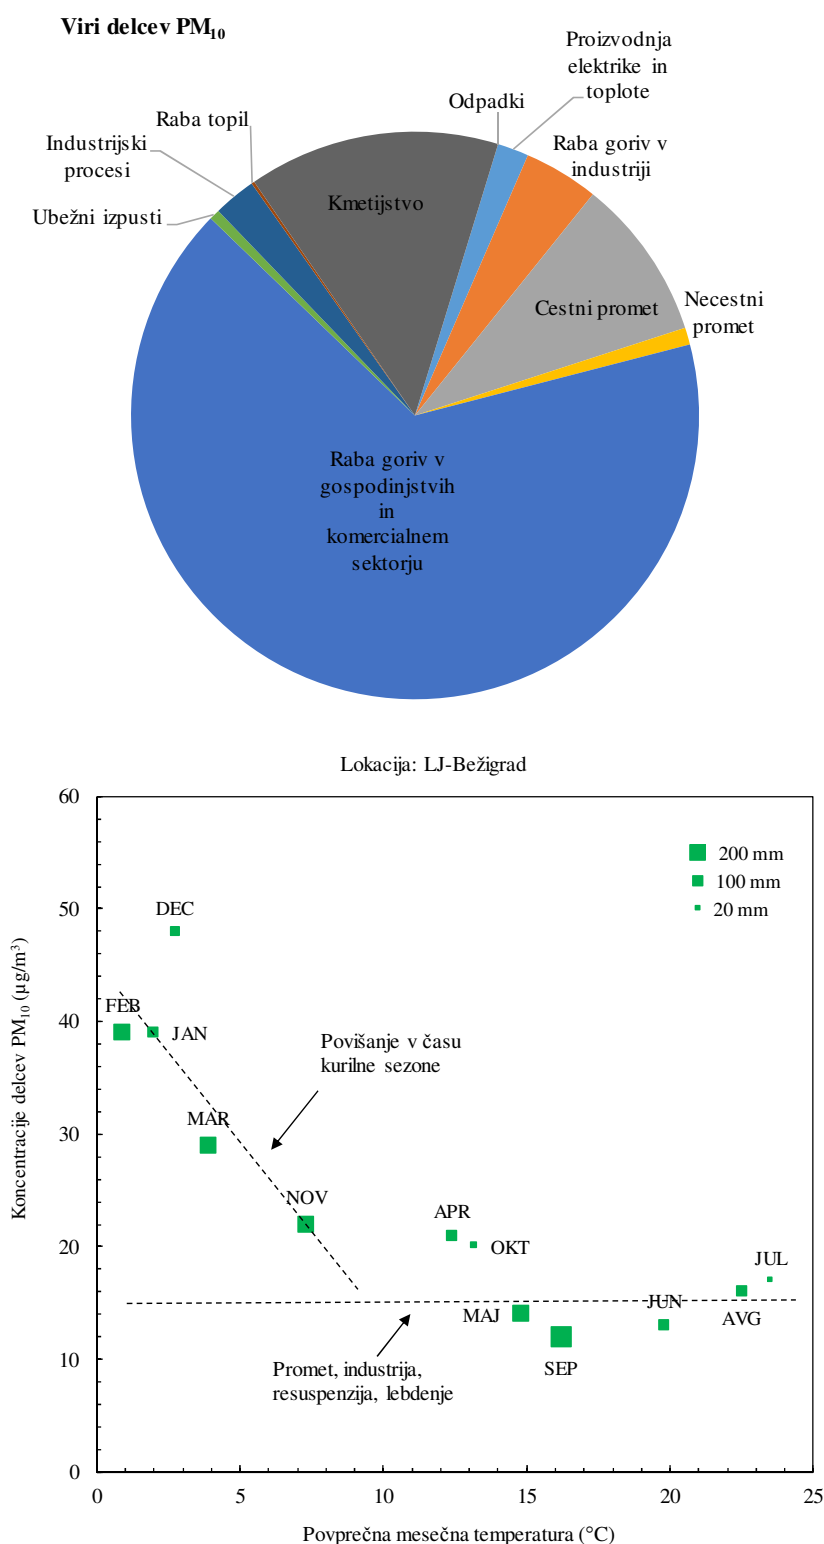 Viri delcev PM10
Proizvodnja
elektrike in
toplote
Odpadki
Raba topil
Raba goriv v
industriji
Industrijski
procesi
Kmetijstvo
Ubežni izpusti
Necestni
promet
Cestni promet
Raba goriv v
gospodinjstvih
in
komercialnem
sektorju
Lokacija: LJ-Bežigrad
60
50
40
30
20
10
0
Koncentracije delcev PM10 (µg/m³)
200 mm
100 mm
20 mm
DEC
FEB
JAN
Povišanje v času
kurilne sezone
MAR
NOV
APR
OKT
JUL
JUN
MAJ
AVG
SEP
Promet, industrija,
resuspenzija, lebdenje
0 5 10 15 20 25
Povprečna mesečna temperatura (°C)